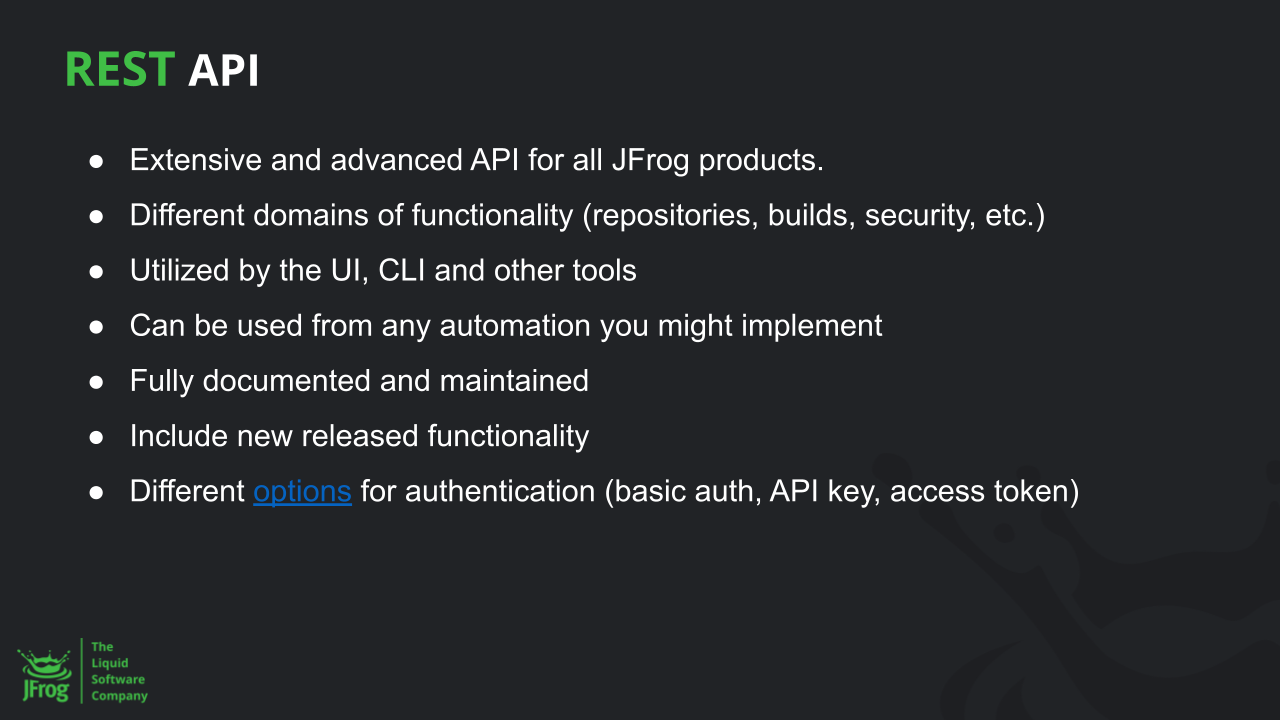 REST API
● Extensive and advanced API for all JFrog products.
● Different domains of functionality (repositories, builds, security, etc.)
● Utilized by the UI, CLI and other tools
● Can be used from any automation you might implement
● Fully documented and maintained
● Include new released functionality
● Different options for authentication (basic auth, API key, access token)
JFrog
The
Liquid
Software
Company